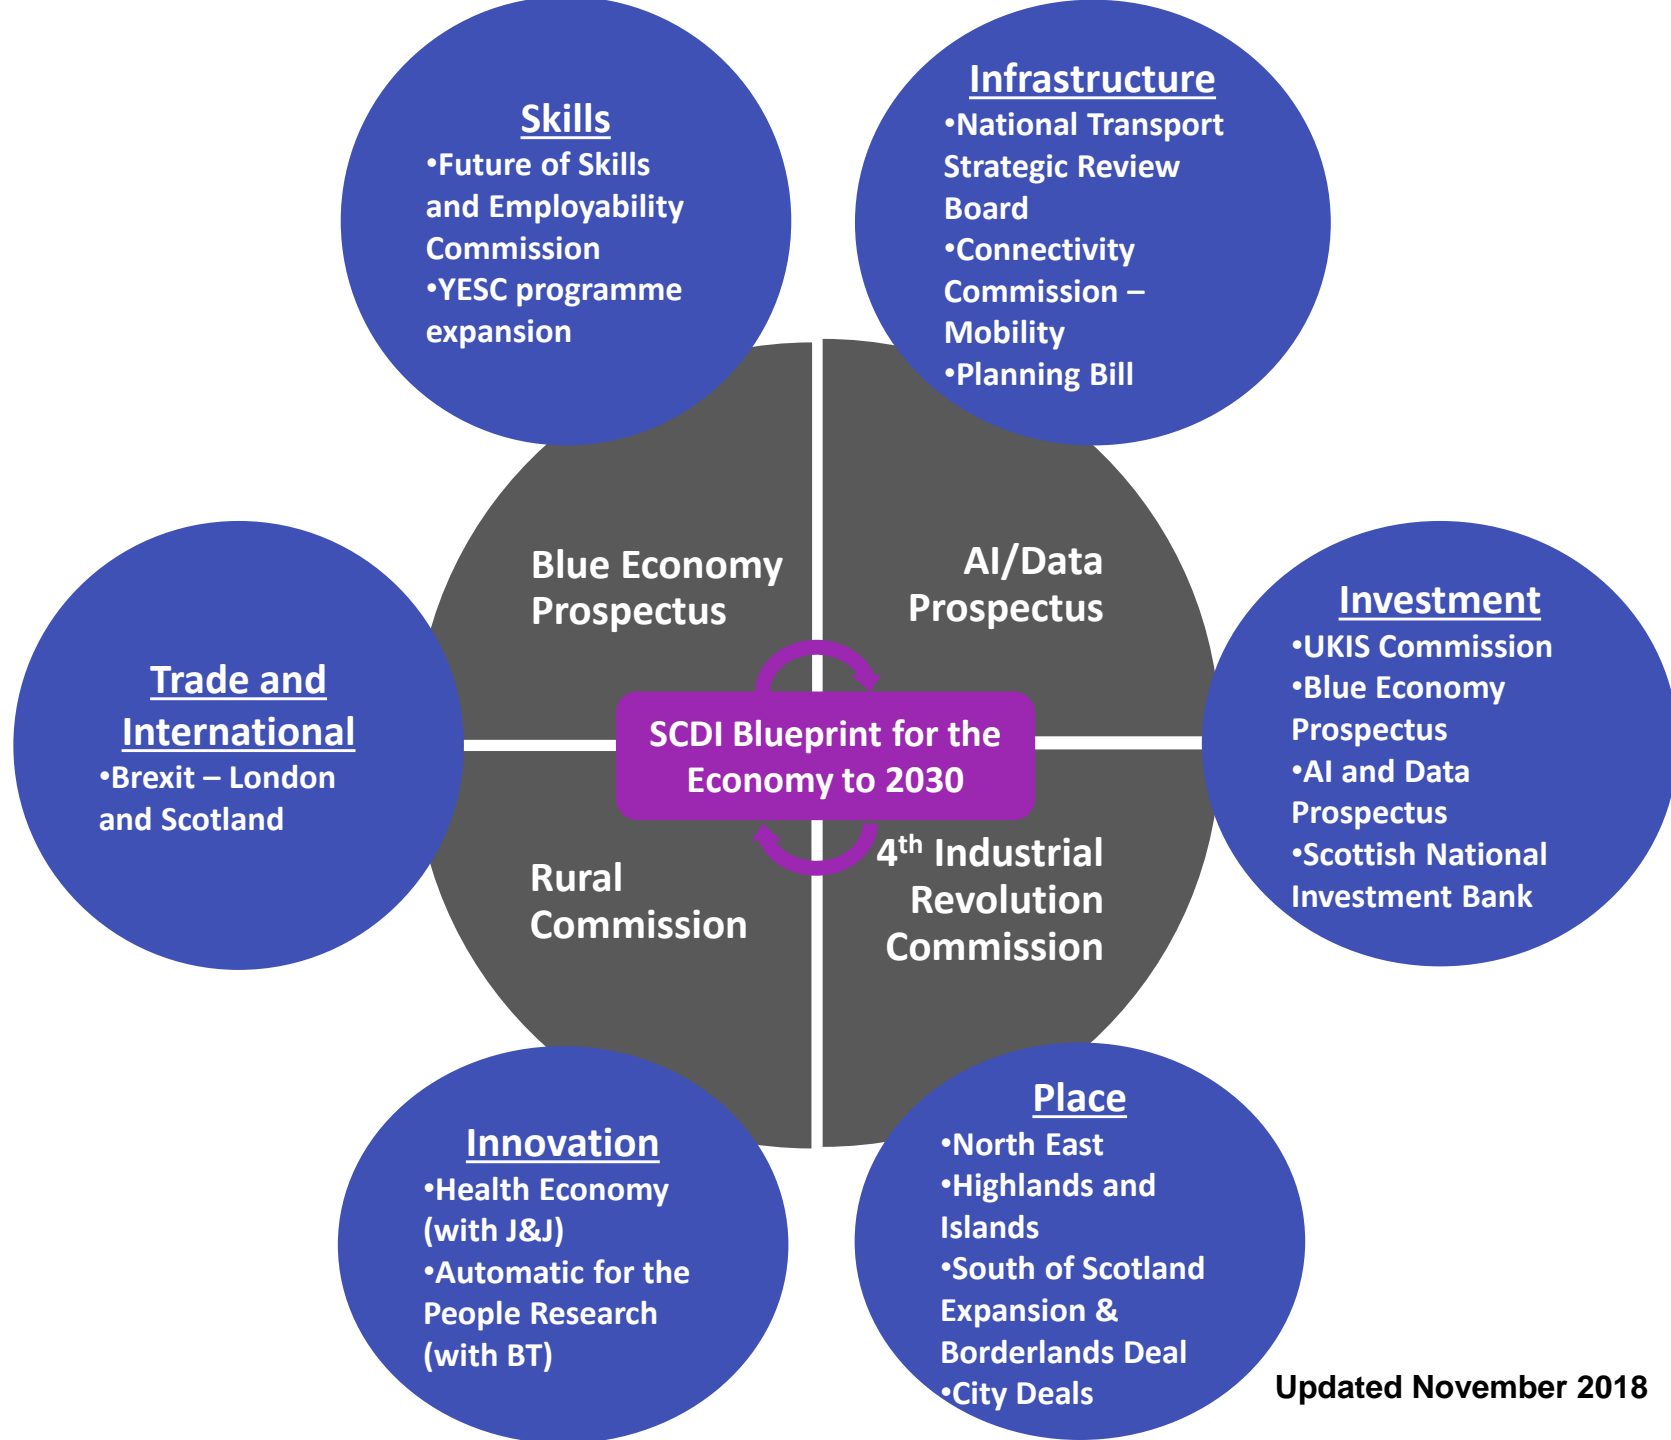 Skills
•Future of Skills
and Employability
Commission
•YESC programme
expansion
Infrastructure
•National Transport
Strategic Review
Board
•Connectivity
Commission –
Mobility
•Planning Bill
Blue Economy
Prospectus
AI/Data
Prospectus
Trade and
International
•Brexit – London
and Scotland
SCDI Blueprint for the
Economy to 2030
Investment
•UKIS Commission
•Blue Economy
Prospectus
•AI and Data
Prospectus
•Scottish National
Investment Bank
Rural
Commission
4th Industrial
Revolution
Commission
Innovation
•Health Economy
(with J&J)
•Automatic for the
People Research
(with BT)
Place
•North East
•Highlands and
Islands
•South of Scotland
Expansion &
Borderlands Deal
•City Deals
Updated November 2018